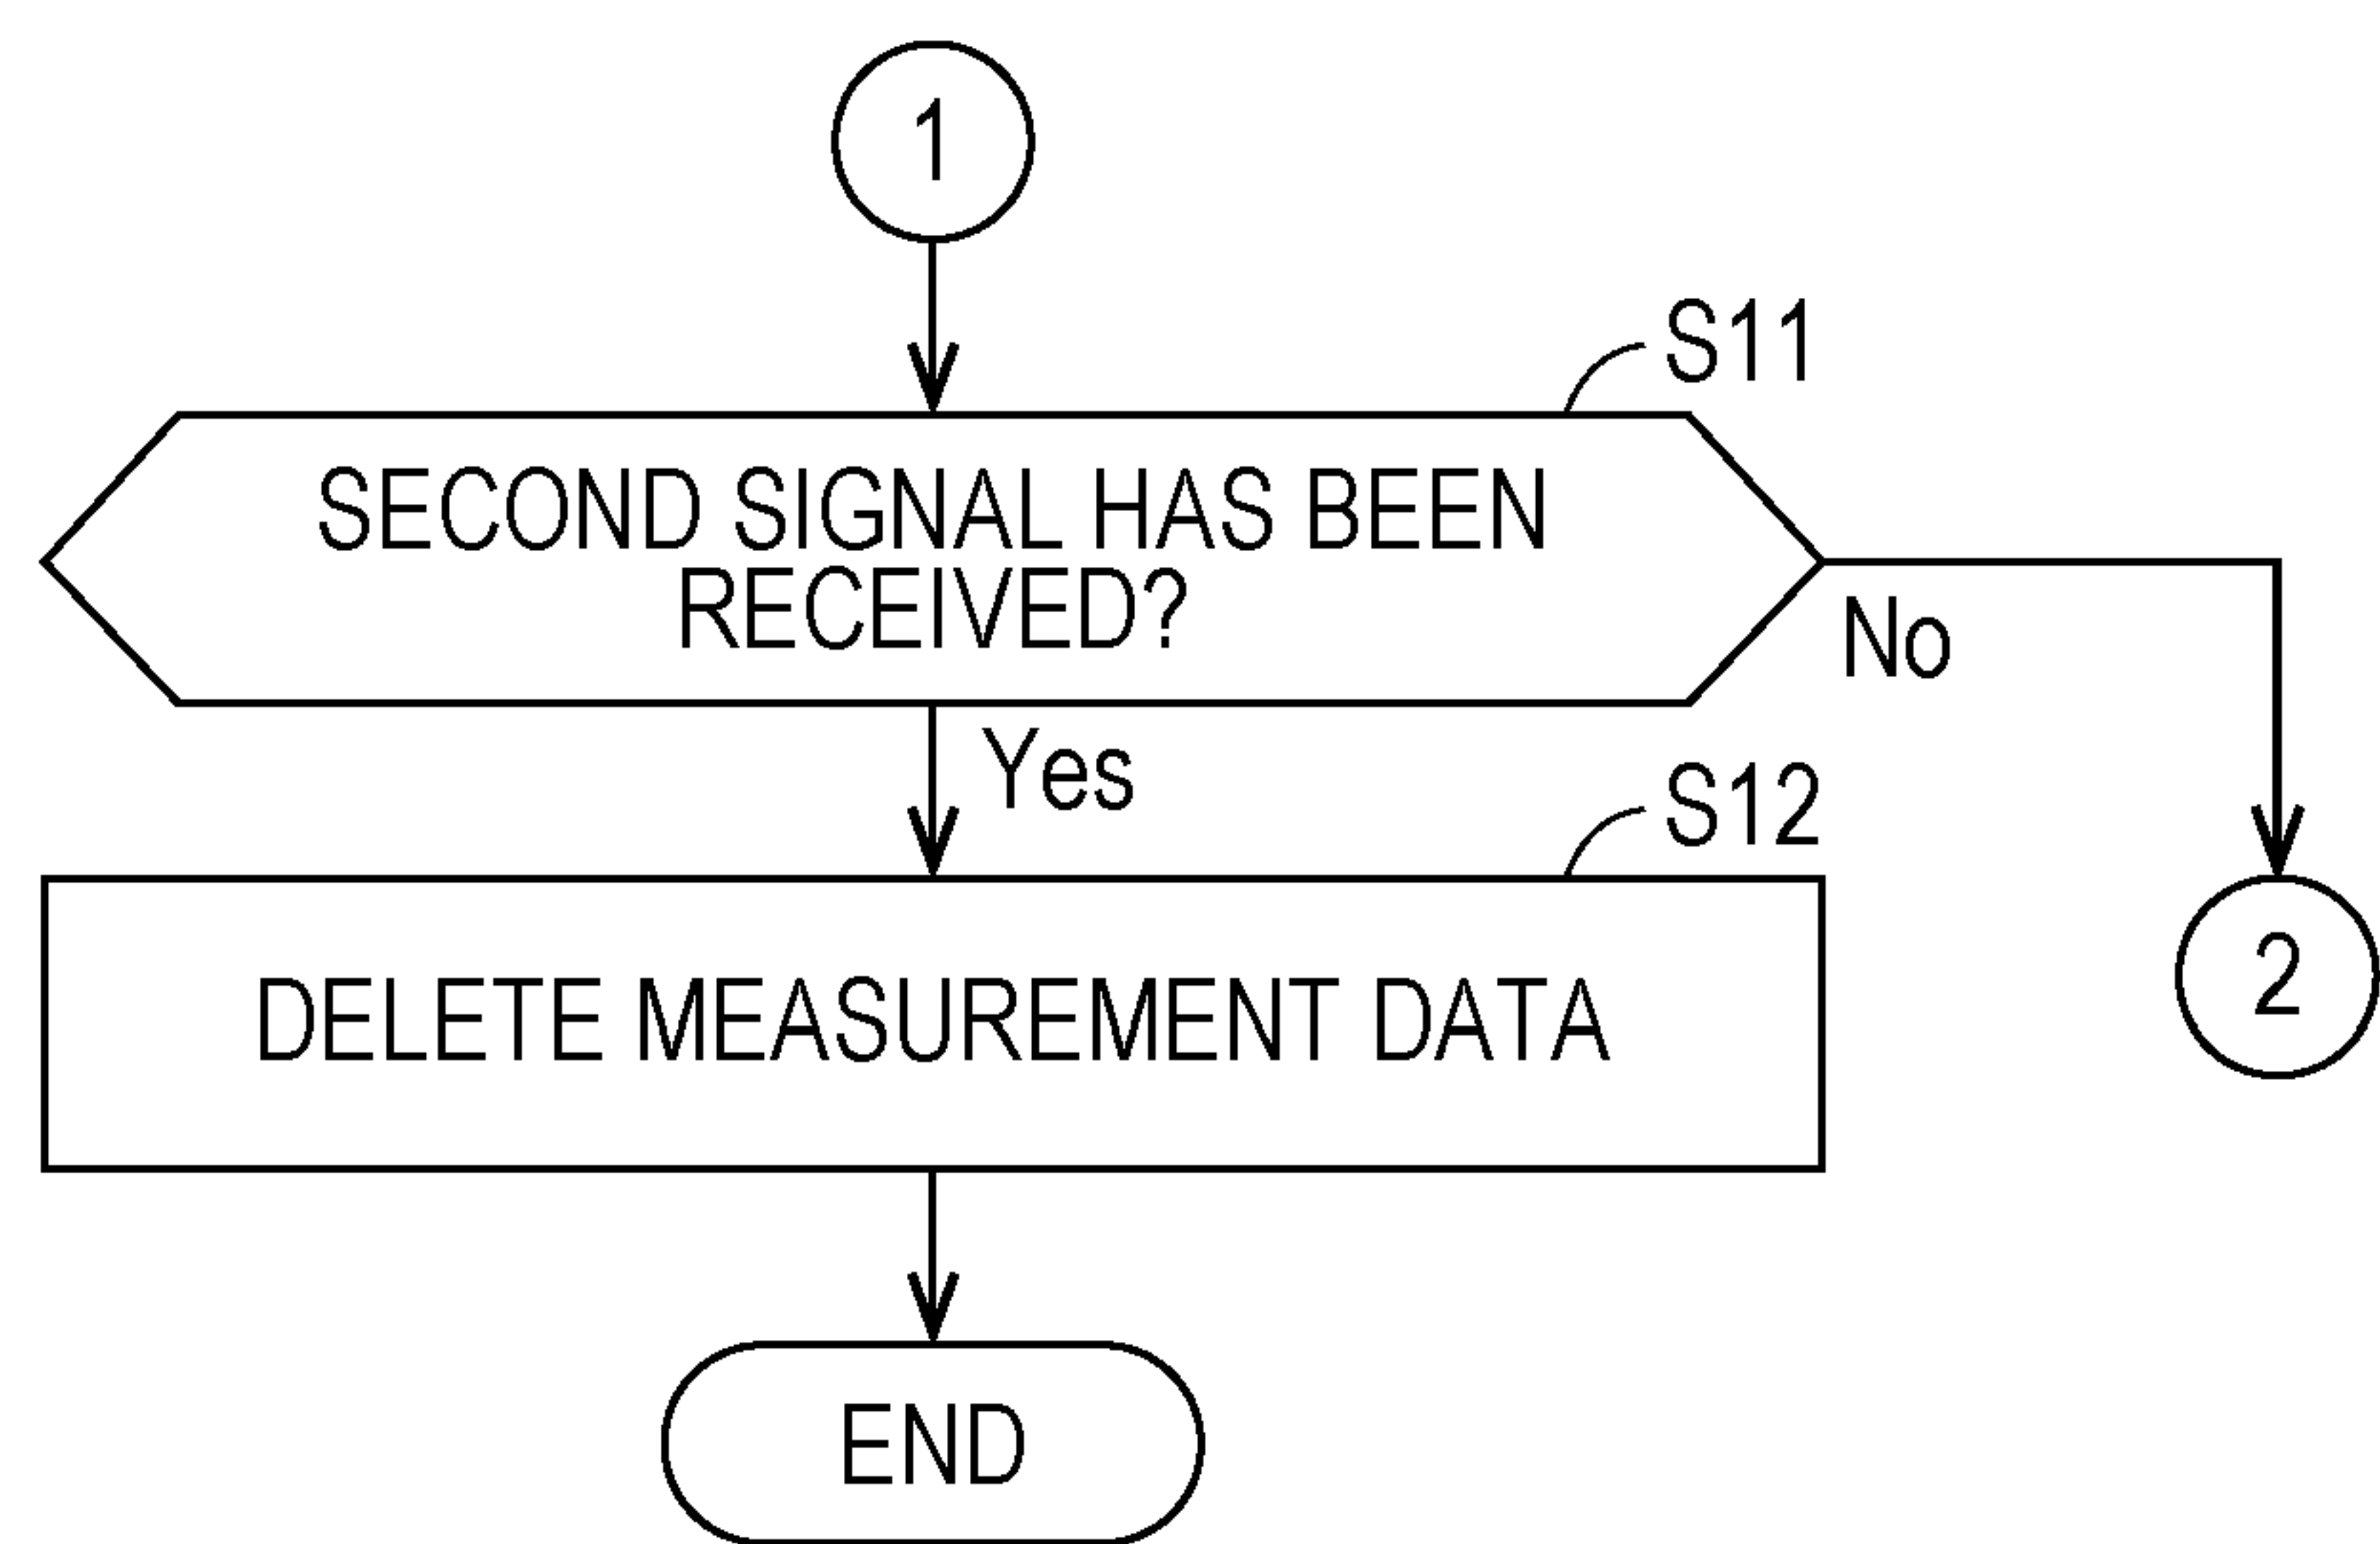 1
S11
SECOND SIGNAL HAS BEEN
RECEIVED?
No
Yes
S12
DELETE MEASUREMENT DATA
2
END